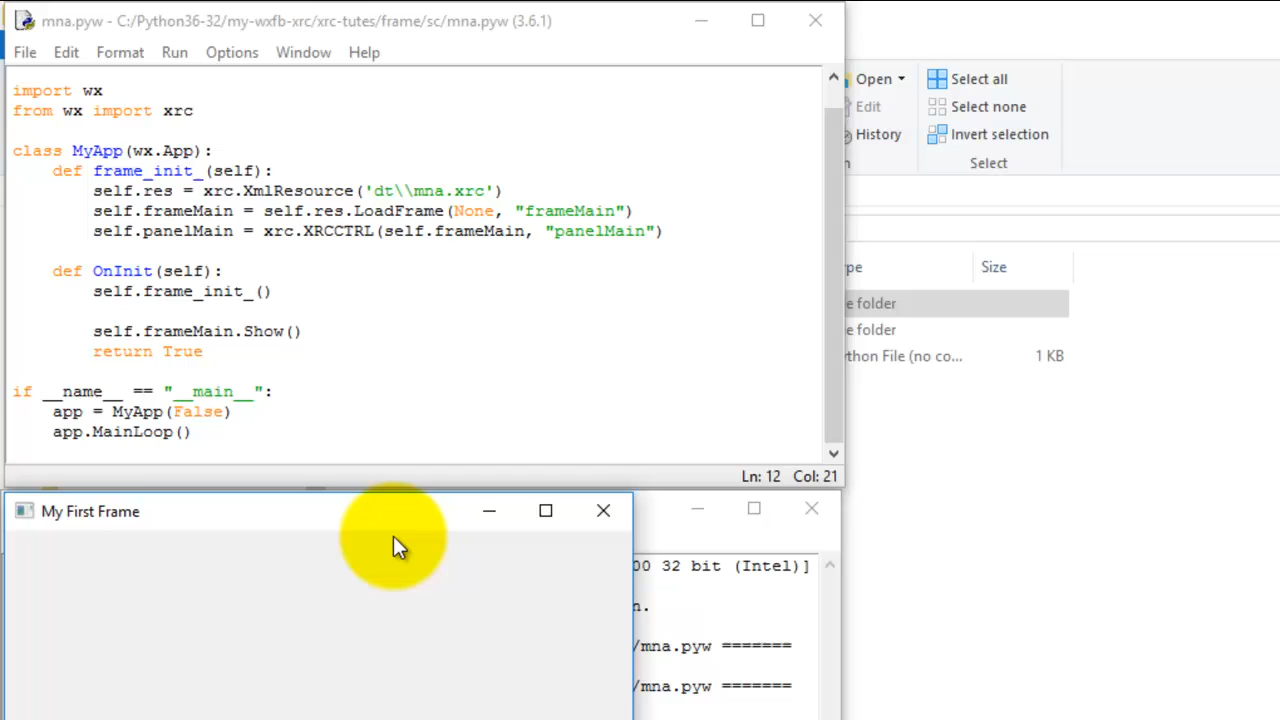 mna.pyw - C:/Python36-32/my-wxfb-xrc/xrc-tutes/frame/sc/mna.pyw (3.6.1)
File Edit Format Run Options Window Help
import wx
from wx import xrc
class MyApp(wx.App):
def frame_init_(self):
self.res = xrc.XmlResource('dt\\mna.xrc')
self.frameMain = self.res.LoadFrame(None, "frameMain")
self.panelMain = xrc.XRCCTRL(self.frameMain, "panelMain")
def OnInit(self):
self.frame_init_()
self.frameMain.Show()
return True
if __name__ == "__main__":
app = MyApp(False)
app.MainLoop()
Ln: 12 Col: 21
Open
Edit
History
Select all
Select none
Invert selection
Select
Size
folder
folder
File (no co...
1 KB
My First Frame
00 32 bit (Intel)]
n.
/mna.pyw =======
/mna.pyw =======